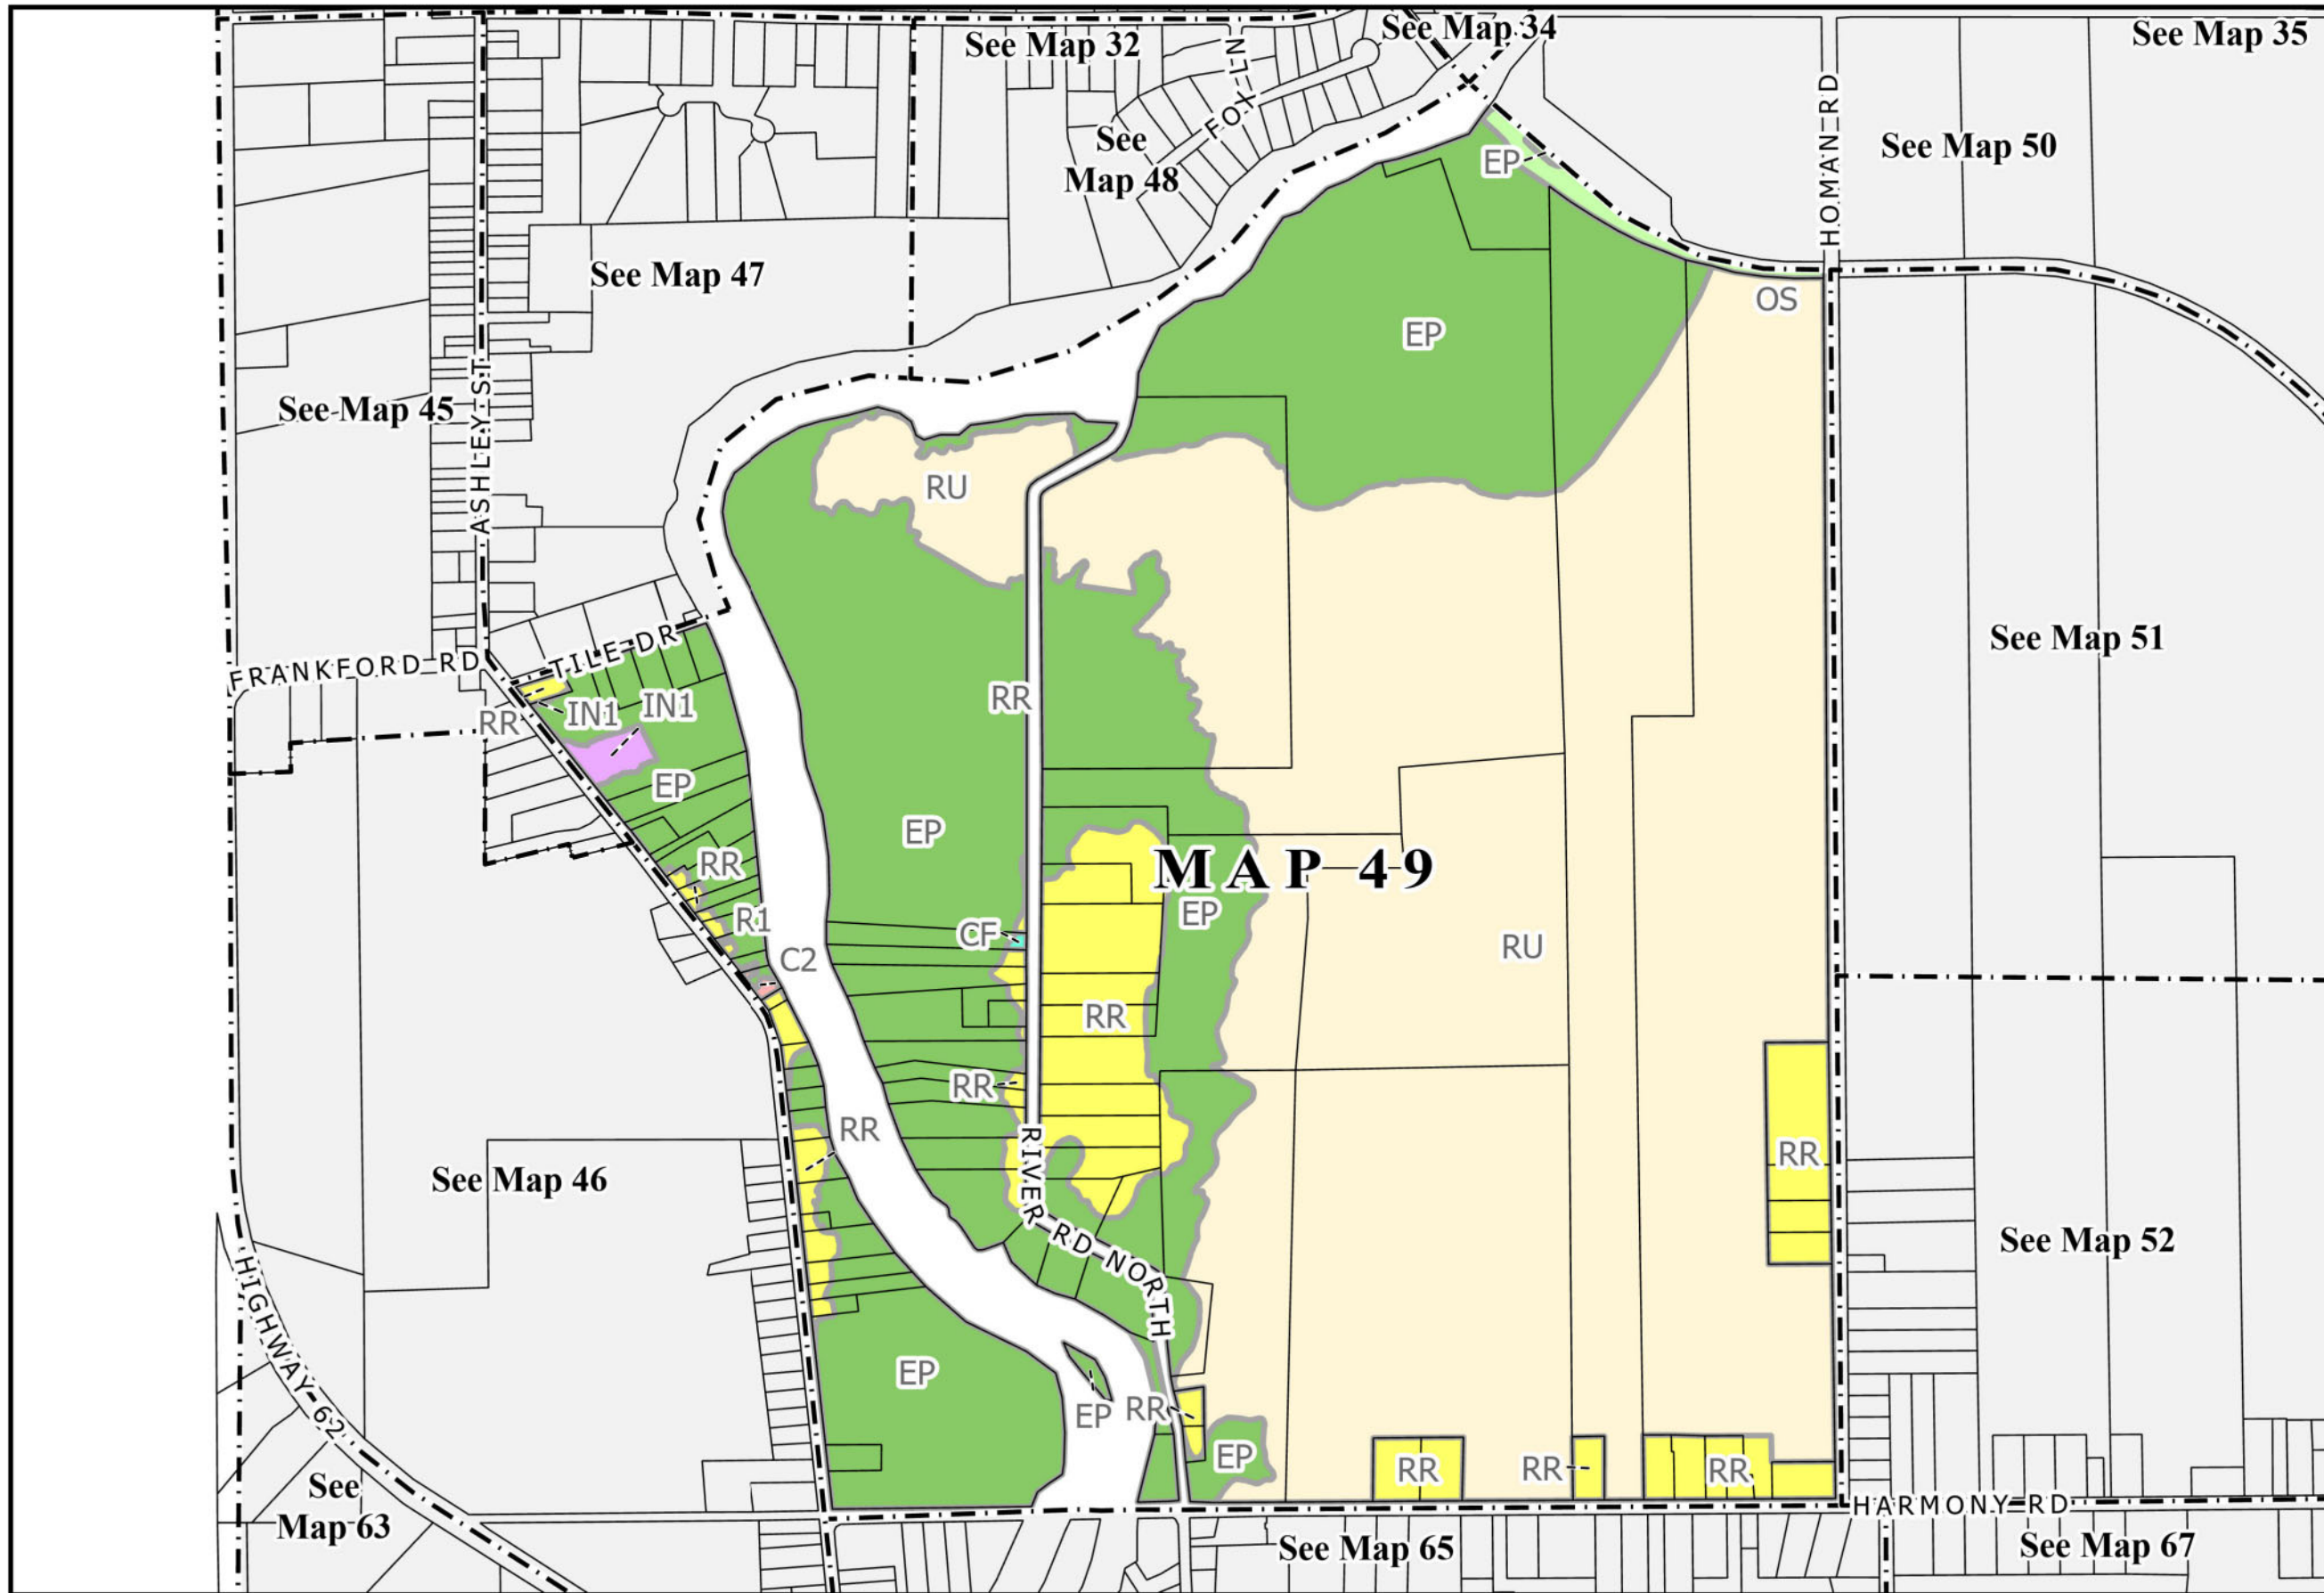 See Map 32
See Map 34
See Map 35
FOX LN
See
Map 48
HOMAN RD
See Map 50
EP
See Map 47
OS
EP
See Map 45
ASHLEY ST
RU
See Map 51
FRANKFORD RD
TILE DR
RR
IN1
IN1
RR
EP
EP
RR
MAP 49
EP
R1
CF
RU
C2
RR
RR
RR
RR
See Map 46
RIVER RD NORTH
See Map 52
HIGHWAY 62
EP
EP
RR
EP
RR
RR
RR
See
Map 63
HARMONY RD
See Map 65
See Map 67